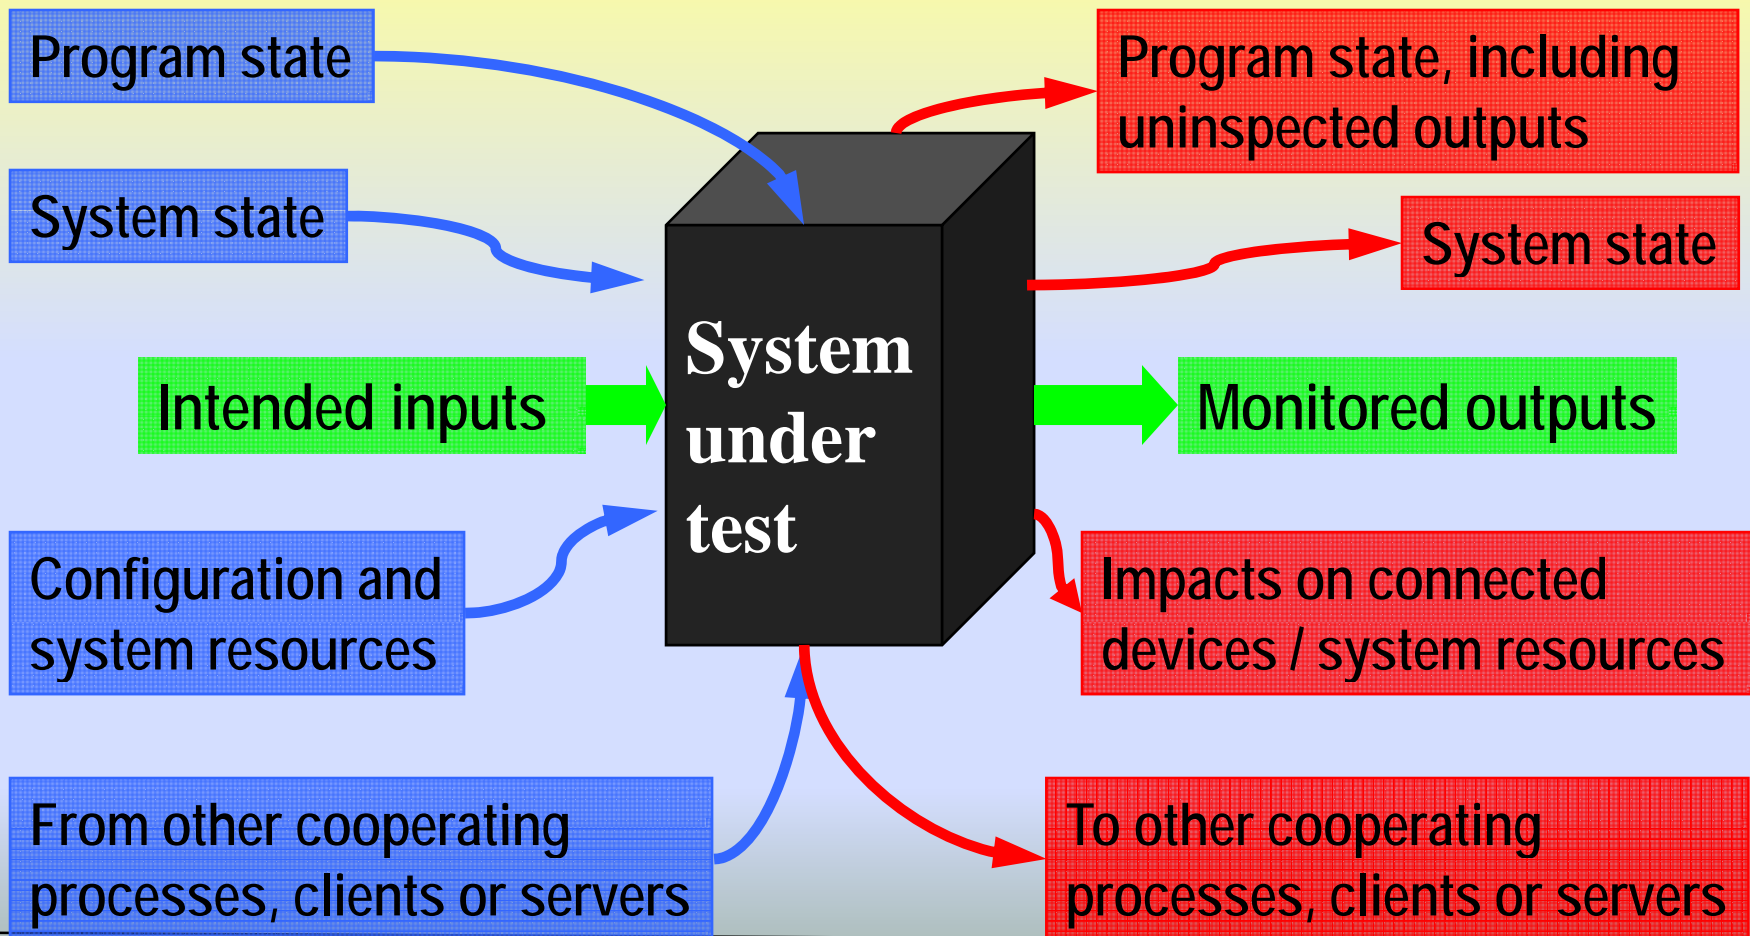 Program state
System state
Intended inputs
Configuration and
system resources
From other cooperating
processes, clients or servers
System
under
test
Program state, including
uninspected outputs
System state
Monitored outputs
Impacts on connected
devices / system resources
To other cooperating
processes, clients or servers